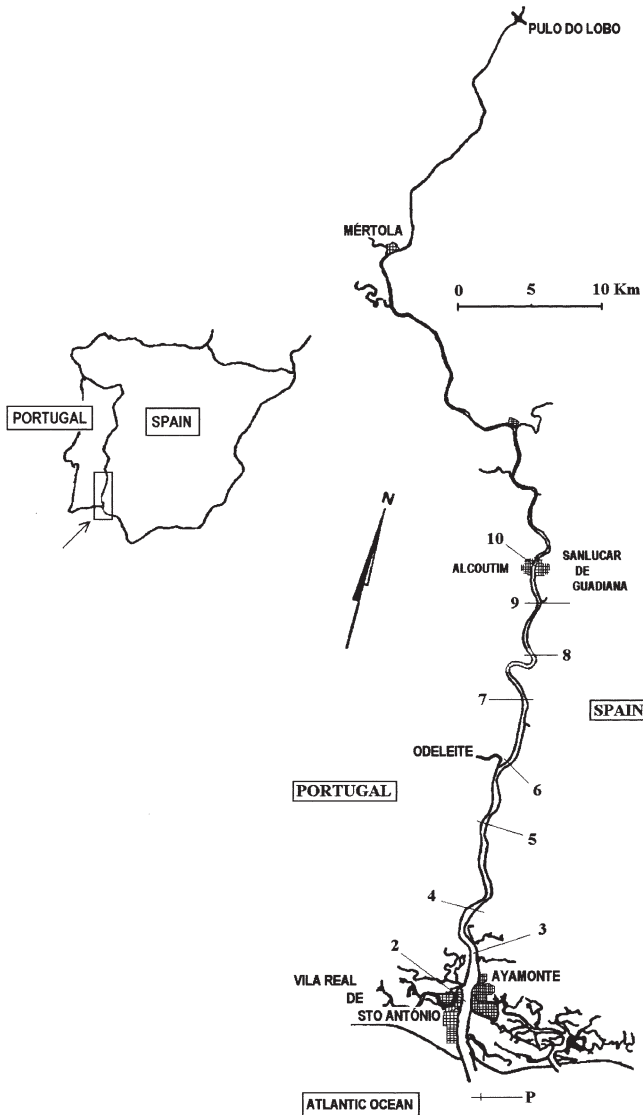 PULO DO LOBO
MÉRTOLA
0 5 10 Km
PORTUGAL
SPAIN
N
10
ALCOUTIM
SANLUCAR
DE
GUADIANA
9
8
7
SPAIN
ODELEITE
6
PORTUGAL
5
4
3
2
AYAMONTE
VILA REAL
DE
STO ANTÓNIO
P
ATLANTIC OCEAN